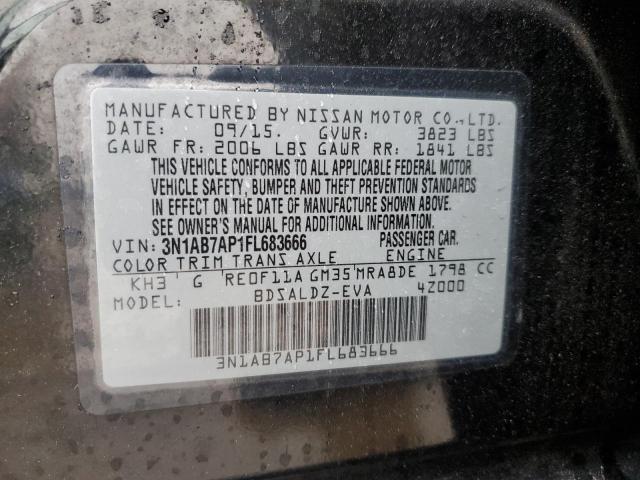 MANUFACTURED BY NISSAN MOTOR CO.,LTD.
DATE: 09/15. GVWR: 3823 LBS
GAWR FR: 2006 LBS GAWR RR: 1841 LBS
THIS VEHICLE CONFORMS TO ALL APPLICABLE FEDERAL MOTOR
VEHICLE SAFETY, BUMPER AND THEFT PREVENTION STANDARDS
IN EFFECT ON THE DATE OF MANUFACTURE SHOWN ABOVE.
SEE OWNER'S MANUAL FOR ADDITIONAL INFORMATION.
VIN: 3N1AB7AP1FL683666 PASSENGER CAR.
COLOR TRIM TRANS AXLE ENGINE
KH3 G RE0F11A GM35 MRA8DE 1798 CC
MODEL: BDSALDZ-EVA 4Z000
3N1AB7AP1FL683666